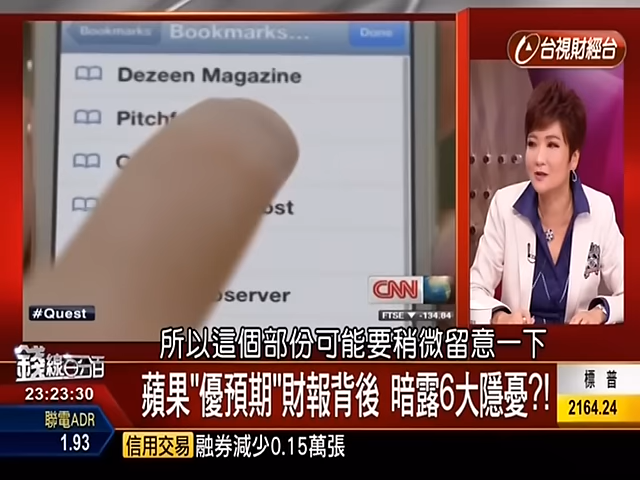 Bookmarks
Bookmarks...
Done
Dezeen Magazine
Pitchf
ost
oserver
#Quest
CNN
FTSE ▼ -134.84
台視財經台
所以這個部份可能要稍微留意一下
錢線百分百
23:23:30
蘋果"優預期"財報背後 暗露6大隱憂?!
標普
2164.24
聯電ADR
1.93
信用交易 融券減少0.15萬張